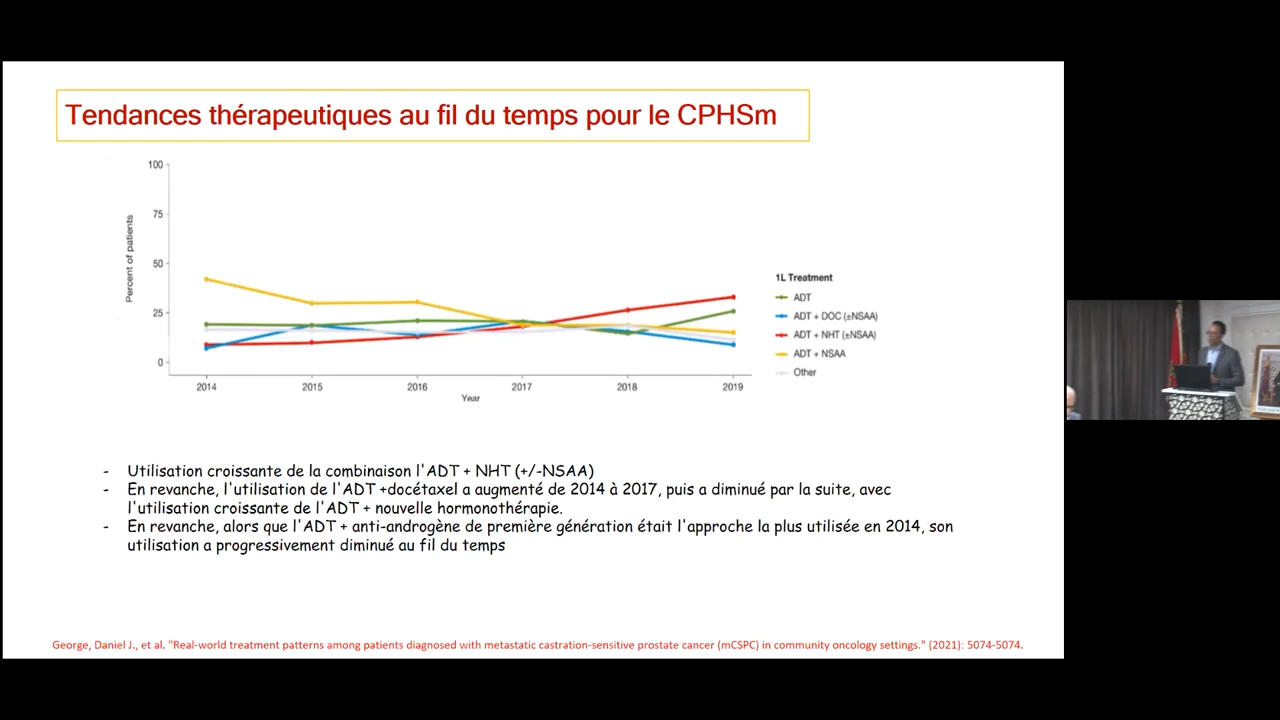 Tendances thérapeutiques au fil du temps pour le CPHSm
100
75
50
25
0
Percent of patients
2014 2015 2016 2017 2018 2019
Year
1L Treatment
ADT
ADT + DOC (±NSAA)
ADT + NHT (±NSAA)
ADT + NSAA
Other
- Utilisation croissante de la combinaison l'ADT + NHT (+/-NSAA)
- En revanche, l'utilisation de l'ADT +docétaxel a augmenté de 2014 à 2017, puis a diminué par la suite, avec
l'utilisation croissante de l'ADT + nouvelle hormonothérapie.
- En revanche, alors que l'ADT + anti-androgène de première génération était l'approche la plus utilisée en 2014, son
utilisation a progressivement diminué au fil du temps
George, Daniel J., et al. "Real-world treatment patterns among patients diagnosed with metastatic castration-sensitive prostate cancer (mCSPC) in community oncology settings." (2021): 5074-5074.